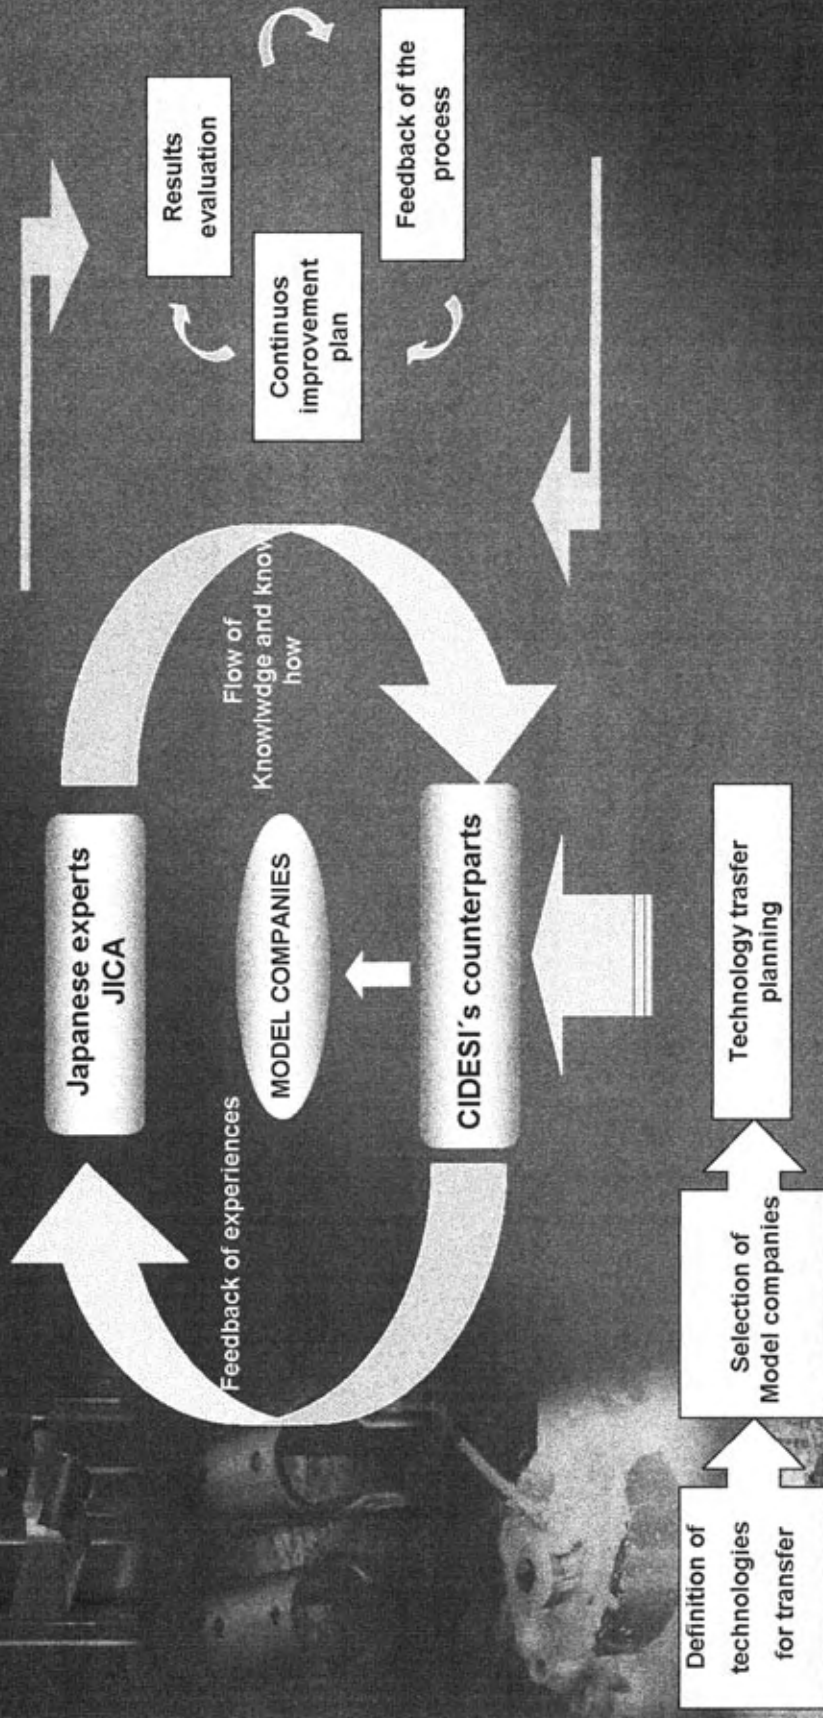 Japanese experts
JICA
Feedback of experiences
MODEL COMPANIES
Flow of
Knowlwdge and know
how
CIDESI´s counterparts
Results
evaluation
Continuos
improvement
plan
Feedback of the
process
Definition of
technologies
for transfer
Selection of
Model companies
Technology trasfer
planning